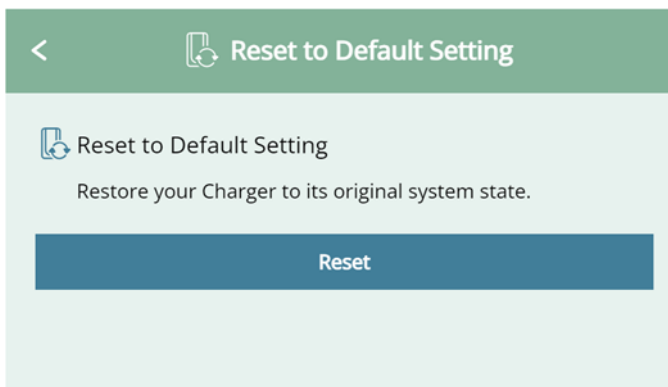 Reset to Default Setting
Reset to Default Setting
Restore your Charger to its original system state.
Reset